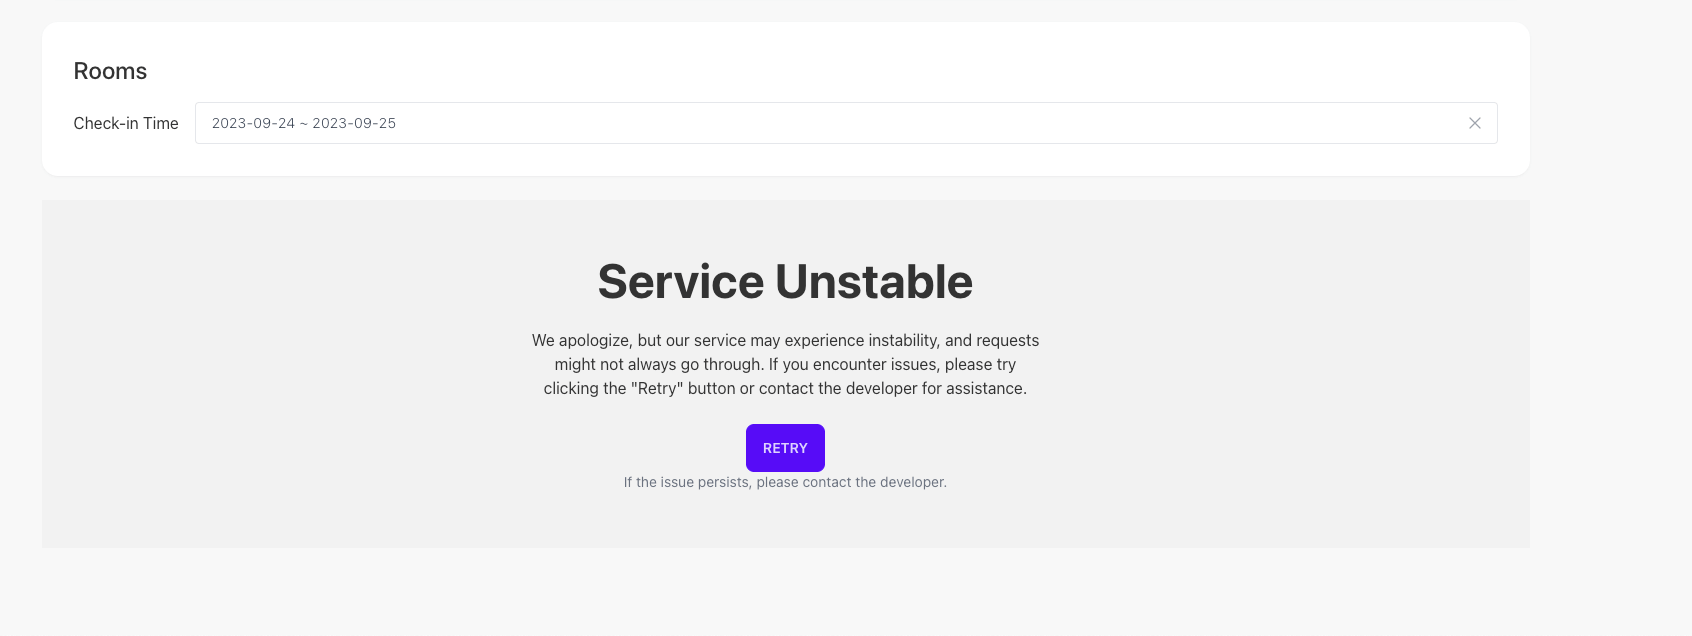 Rooms
Check-in Time 2023-09-24 ~ 2023-09-25
Service Unstable
We apologize, but our service may experience instability, and requests
might not always go through. If you encounter issues, please try
clicking the "Retry" button or contact the developer for assistance.
RETRY
If the issue persists, please contact the developer.